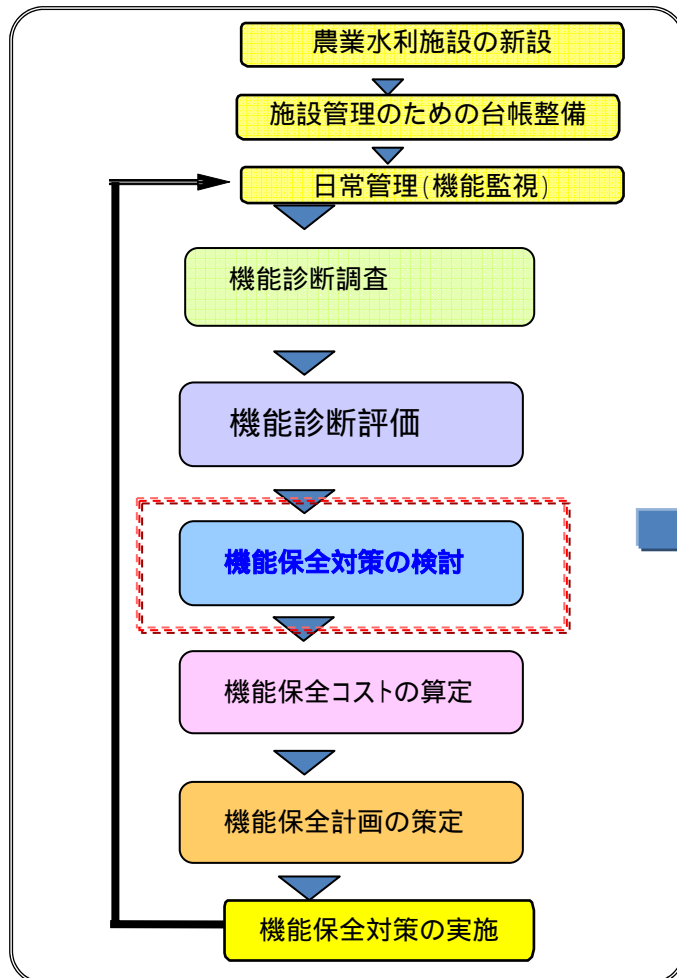 農業水利施設の新設
施設管理のための台帳整備
日常管理(機能監視)
機能診断調査
機能診断評価
機能保全対策の検討
機能保全コストの算定
機能保全計画の策定
機能保全対策の実施